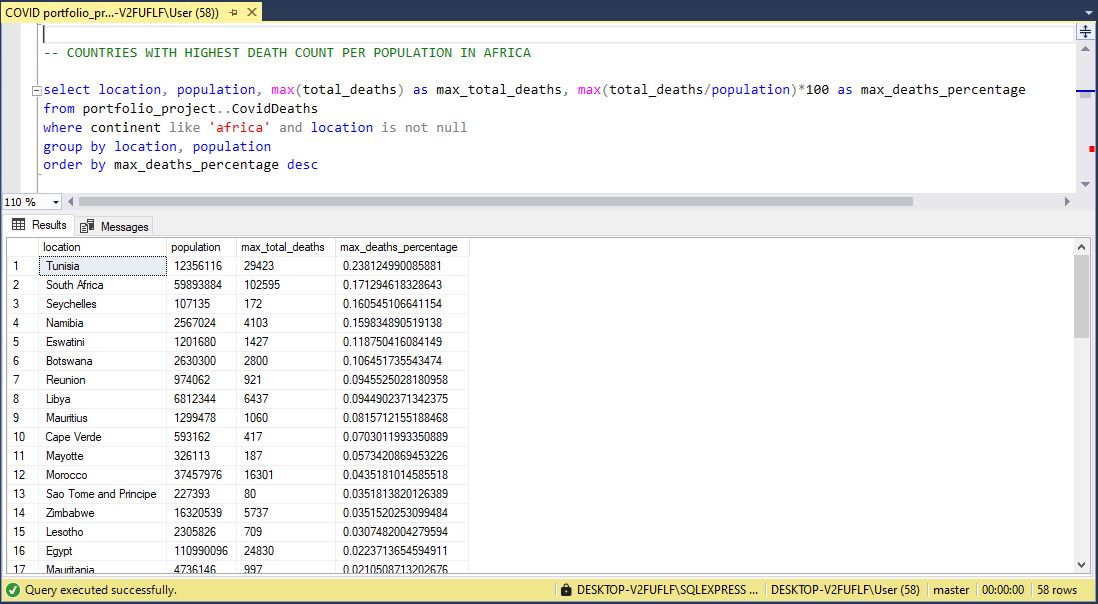 COVID portfolio_pr...-V2FUFLF\User (58))
-- COUNTRIES WITH HIGHEST DEATH COUNT PER POPULATION IN AFRICA
select location, population, max(total_deaths) as max_total_deaths, max(total_deaths/population)*100 as max_deaths_percentage
from portfolio_project..CovidDeaths
where continent like 'africa' and location is not null
group by location, population
order by max_deaths_percentage desc
110 %
Results Messages
location population max_total_deaths max_deaths_percentage
1 Tunisia 12356116 29423 0.238124990085881
2 South Africa 59893884 102595 0.171294618328643
3 Seychelles 107135 172 0.160545106641154
4 Namibia 2567024 4103 0.159834890519138
5 Eswatini 1201680 1427 0.118750416084149
6 Botswana 2630300 2800 0.106451735543474
7 Reunion 974062 921 0.0945525028180958
8 Libya 6812344 6437 0.0944902371342375
9 Mauritius 1299478 1060 0.0815712155188468
10 Cape Verde 593162 417 0.0703011993350889
11 Mayotte 326113 187 0.0573420869453226
12 Morocco 37457976 16301 0.0435181014585518
13 Sao Tome and Principe 227393 80 0.0351813820126389
14 Zimbabwe 16320539 5737 0.0351520253099484
15 Lesotho 2305826 709 0.0307482004279594
16 Egypt 110990096 24830 0.0223713654594911
17 Mauritania 4736146 997 0.0210508713202676
Query executed successfully. DESKTOP-V2FUFLF\SQLEXPRESS ... DESKTOP-V2FUFLF\User (58) master 00:00:00 58 rows